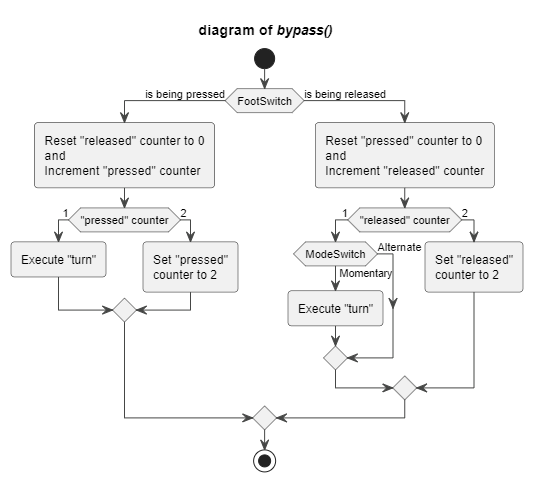 diagram of bypass()
is being pressed
FootSwitch
is being released
Reset "released" counter to 0
and
Increment "pressed" counter
Reset "pressed" counter to 0
and
Increment "released" counter
1
"pressed" counter
2
1
"released" counter
2
Execute "turn"
Set "pressed"
counter to 2
ModeSwitch
Alternate
Momentary
Set "released"
counter to 2
Execute "turn"